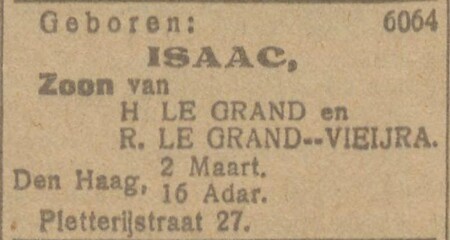 Geboren: 6064
ISAAC,
Zoon van
H LE GRAND en
R. LE GRAND--VIEIJRA.
Den Haag, 2 Maart.
16 Adar.
Pletterijstraat 27.